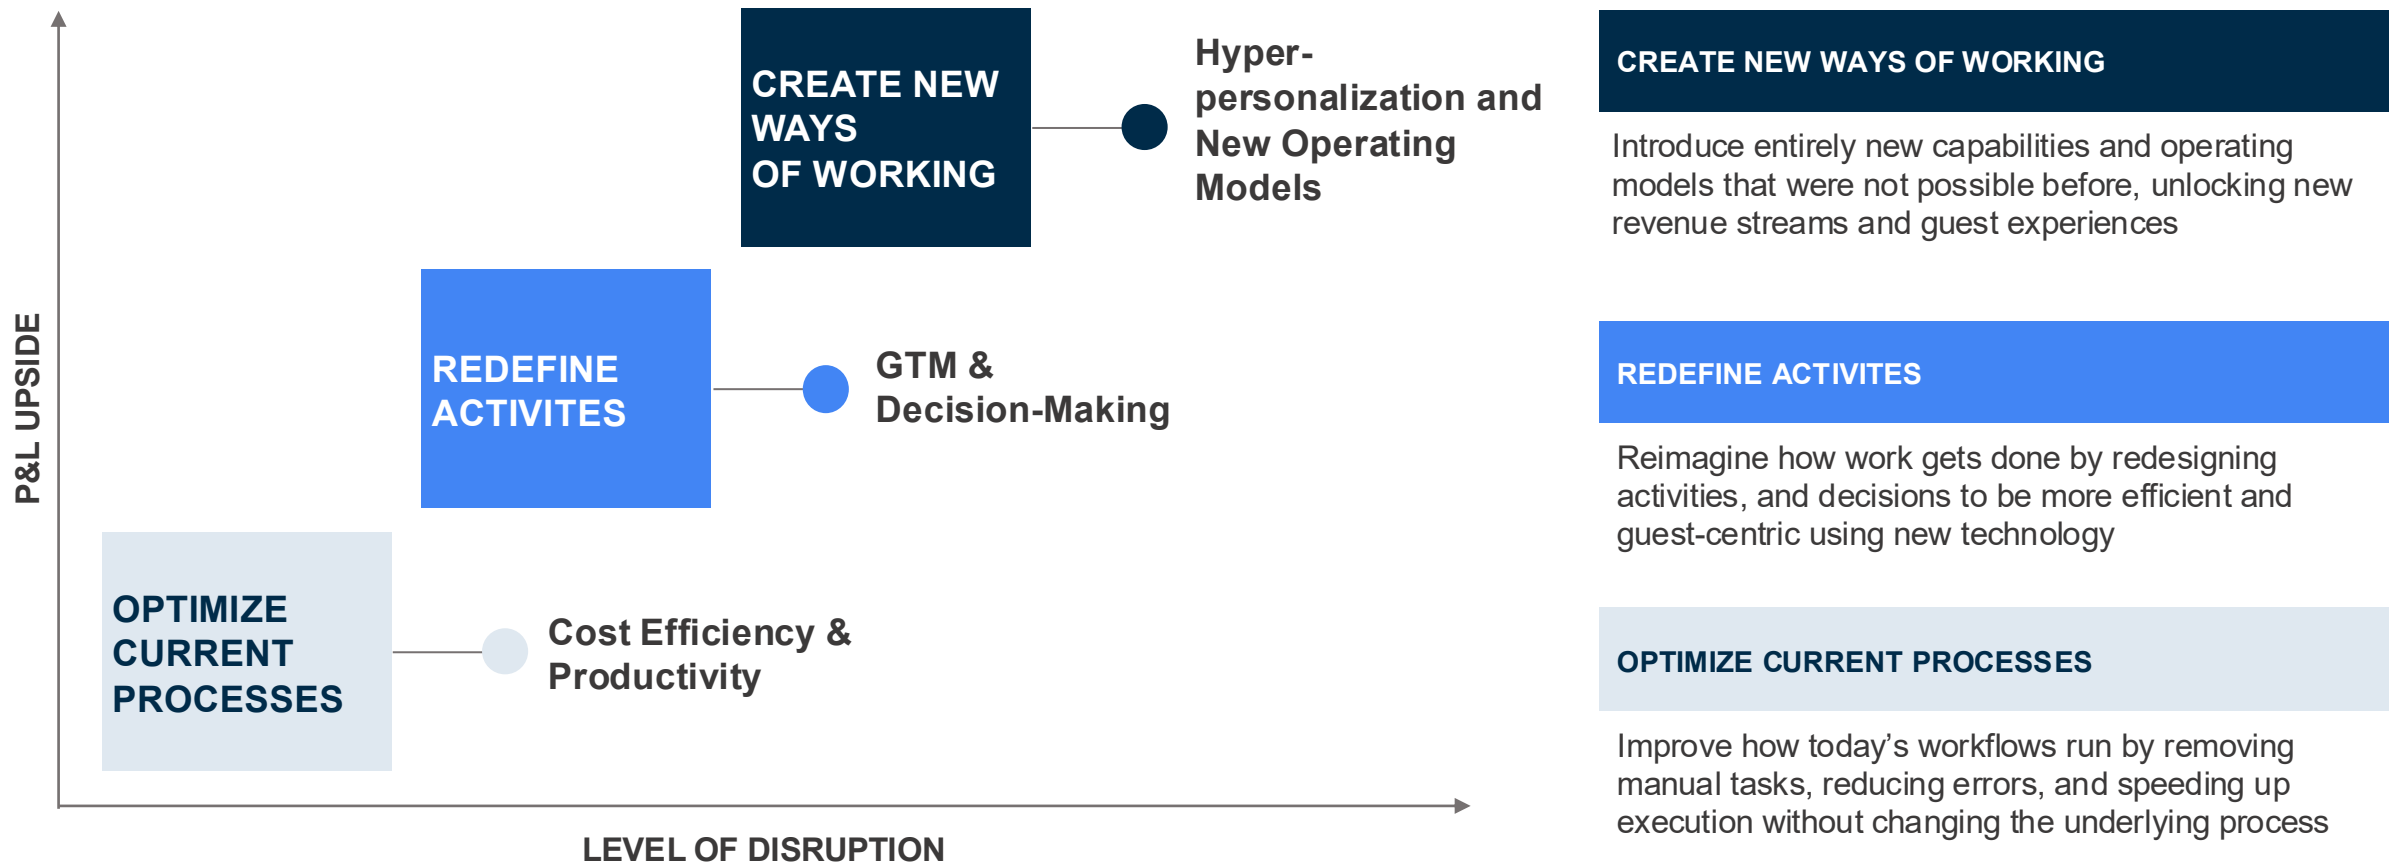 P&L UPSIDE
CREATE NEW
WAYS
OF WORKING
Hyper-
personalization and
New Operating
Models
REDEFINE
ACTIVITES
GTM &
Decision-Making
OPTIMIZE
CURRENT
PROCESSES
Cost Efficiency &
Productivity
LEVEL OF DISRUPTION
CREATE NEW WAYS OF WORKING
Introduce entirely new capabilities and operating
models that were not possible before, unlocking new
revenue streams and guest experiences
REDEFINE ACTIVITES
Reimagine how work gets done by redesigning
activities, and decisions to be more efficient and
guest-centric using new technology
OPTIMIZE CURRENT PROCESSES
Improve how today’s workflows run by removing
manual tasks, reducing errors, and speeding up
execution without changing the underlying process